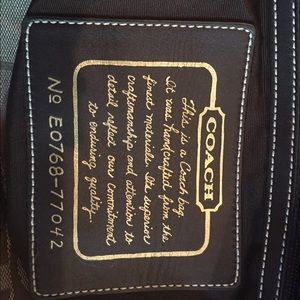 COACH
This is a Coach bag.
It was handcrafted from the
finest materials. Its superior
craftsmanship and attention to
detail reflect our commitment
to enduring quality.
No E0768-77042